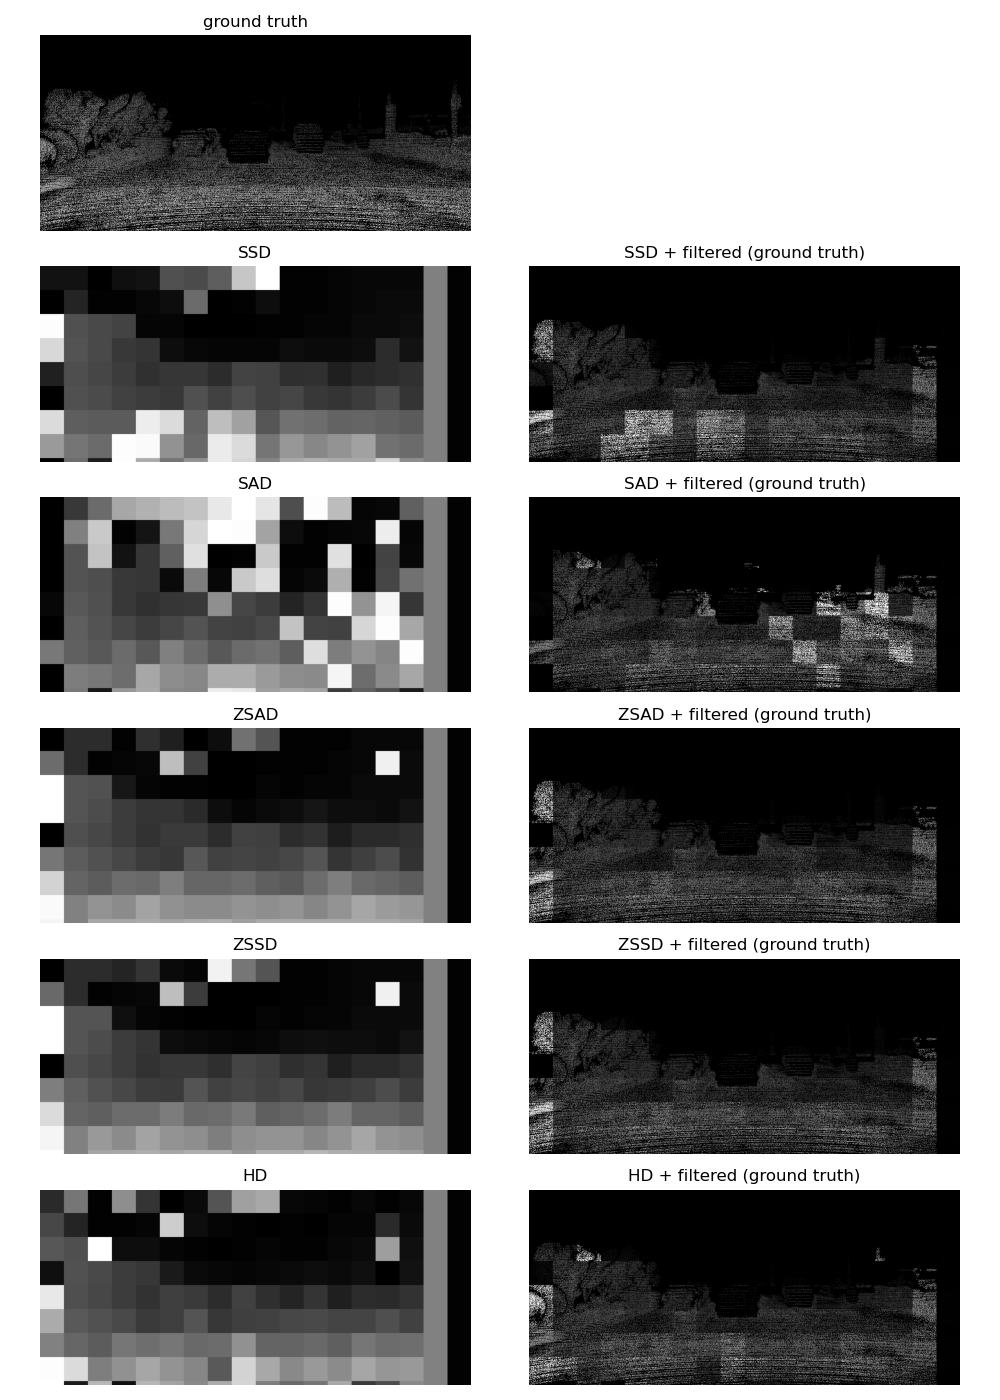 ground truth
SSD
SSD + filtered (ground truth)
SAD
SAD + filtered (ground truth)
ZSAD
ZSAD + filtered (ground truth)
ZSSD
ZSSD + filtered (ground truth)
HD
HD + filtered (ground truth)